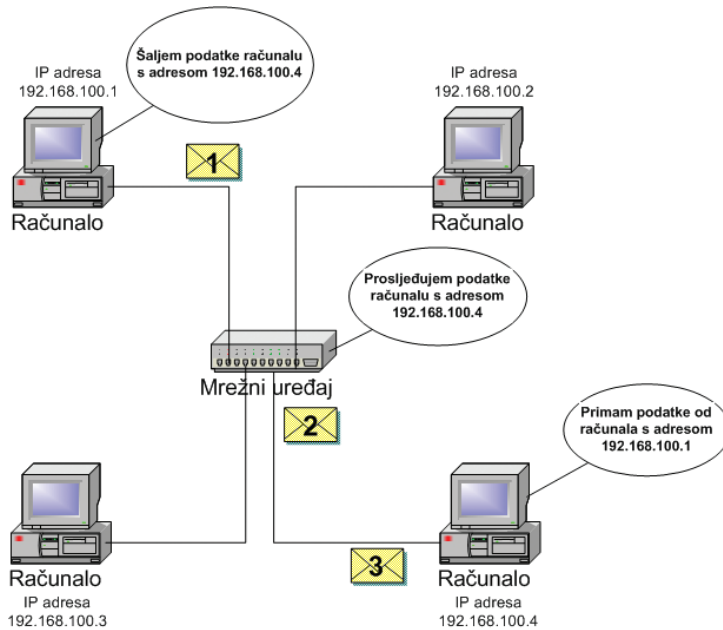 Šaljem podatke računalu
s adresom 192.168.100.4
IP adresa
192.168.100.1
IP adresa
192.168.100.2
1
Računalo
Računalo
Prosljeđujem podatke
računalu s adresom
192.168.100.4
Mrežni uređaj
2
Primam podatke od
računala s adresom
192.168.100.1
3
Računalo
IP adresa
192.168.100.3
Računalo
IP adresa
192.168.100.4